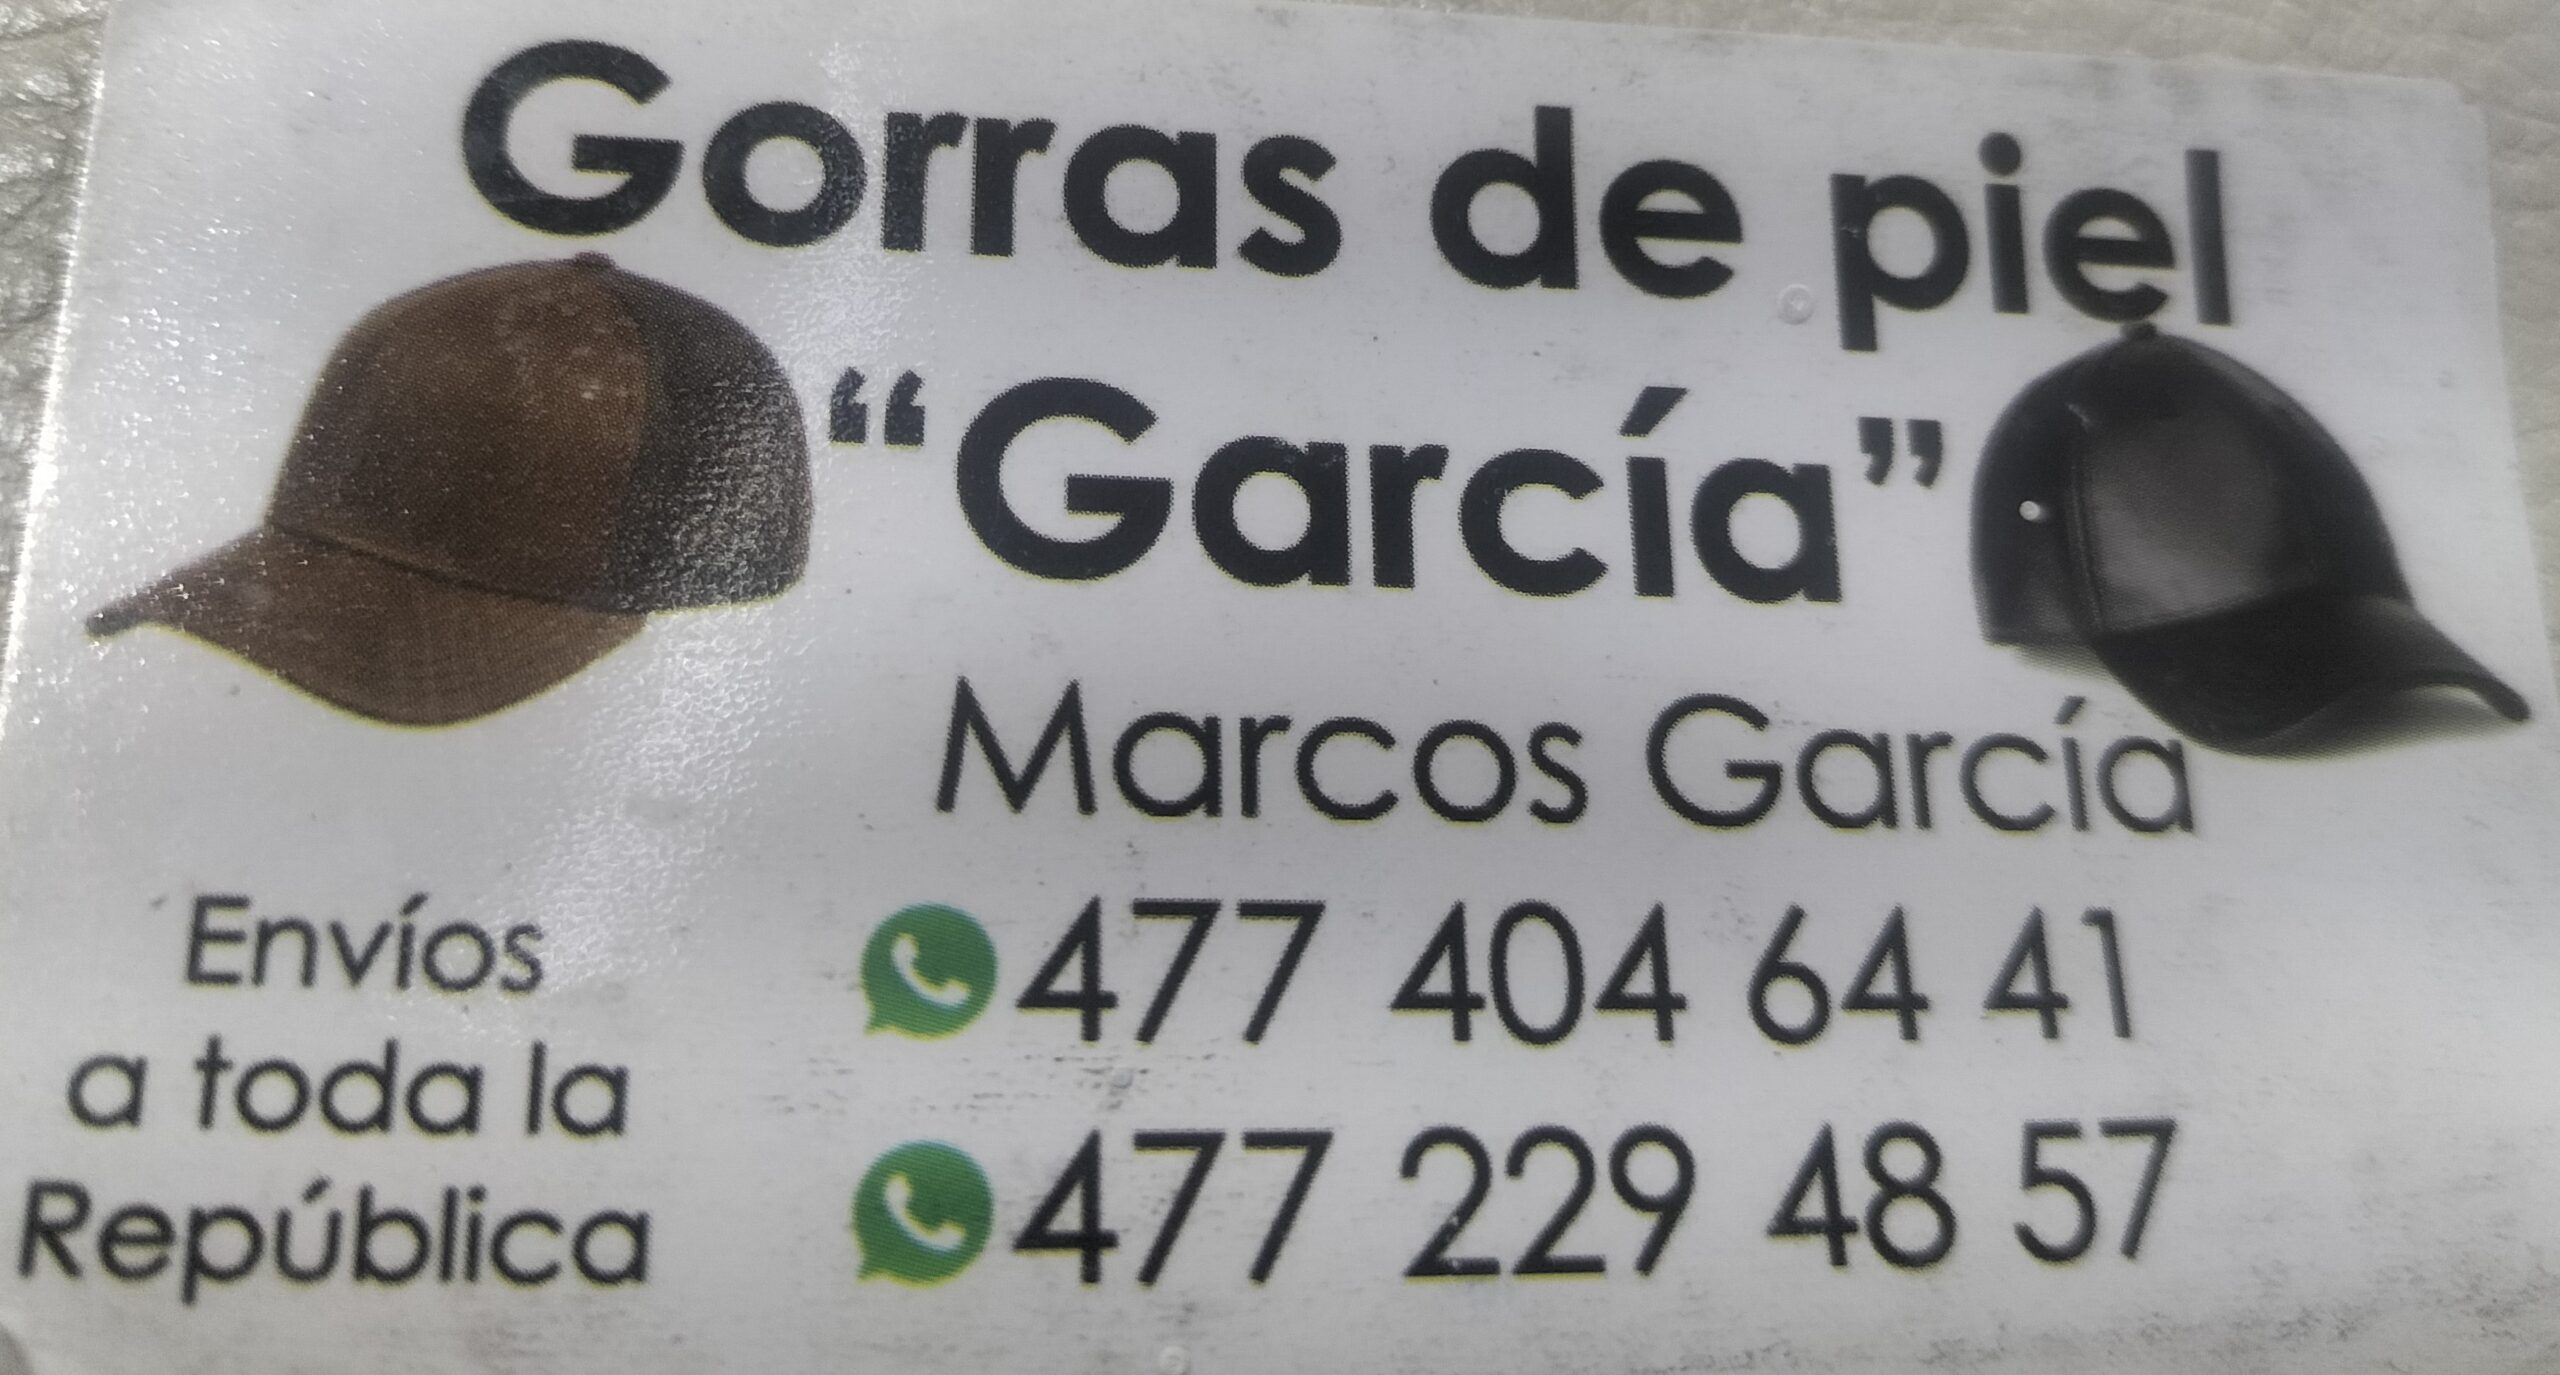 Gorras de piel
“García”
Marcos García
Envíos
a toda la
República
477 404 64 41
477 229 48 57